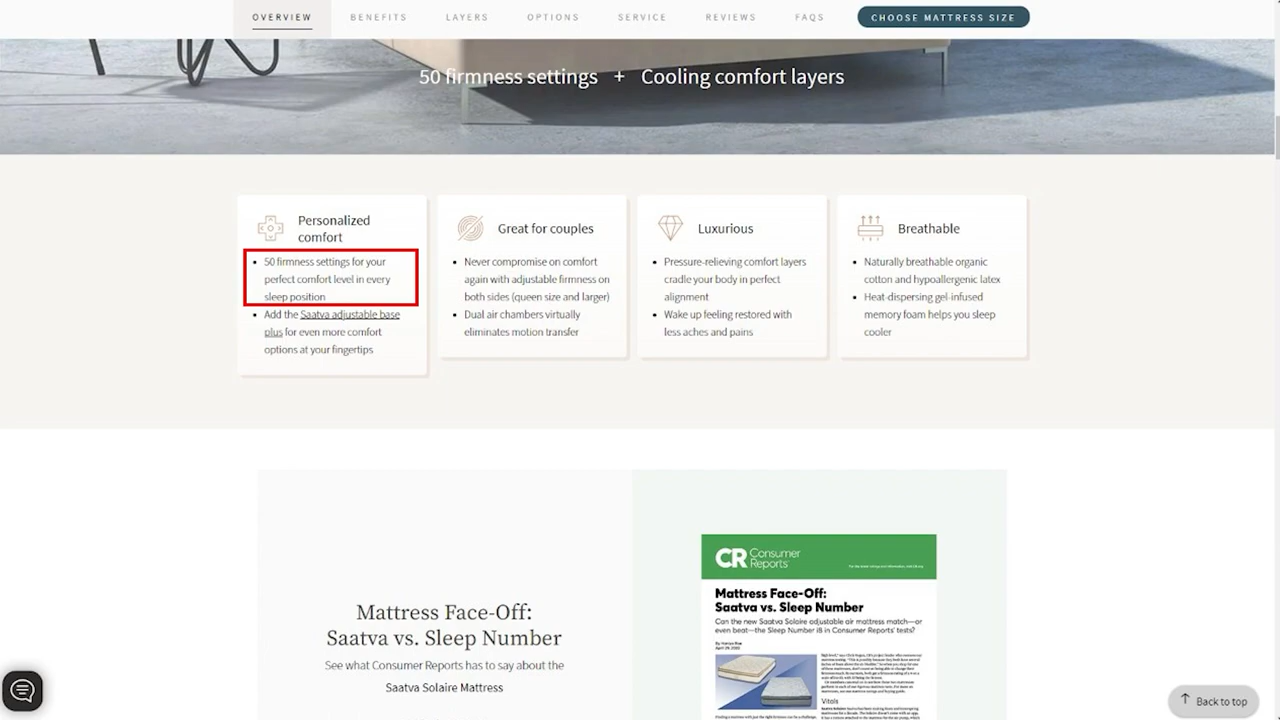 OVERVIEW BENEFITS LAYERS OPTIONS SERVICE REVIEWS FAQS CHOOSE MATTRESS SIZE
50 firmness settings + Cooling comfort layers
Personalized
comfort
50 firmness settings for your
perfect comfort level in every
sleep position
Add the Saatva adjustable base
plus for even more comfort
options at your fingertips
Great for couples
Never compromise on comfort
again with adjustable firmness on
both sides (queen size and larger)
Dual air chambers virtually
eliminates motion transfer
Luxurious
Pressure-relieving comfort layers
cradle your body in perfect
alignment
Wake up feeling restored with
less aches and pains
Breathable
Naturally breathable organic
cotton and hypoallergenic latex
Heat-dispersing gel-infused
memory foam helps you sleep
cooler
Mattress Face-Off:
Saatva vs. Sleep Number
See what Consumer Reports has to say about the
Saatva Solaire Mattress
CR Consumer
Reports
Mattress Face-Off:
Saatva vs. Sleep Number
Can the new Saatva Solaire adjustable air mattress match—or
even beat—the Sleep Number i8 in Consumer Reports' tests?
Vitals
Back to top